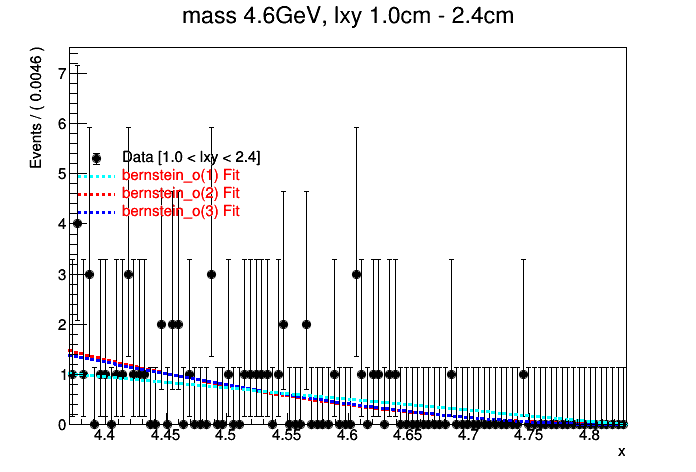 mass 4.6GeV, lxy 1.0cm - 2.4cm
Events / ( 0.0046 )
7
6
5
4
3
2
1
0
Data [1.0 < lxy < 2.4]
bernstein_o(1) Fit
bernstein_o(2) Fit
bernstein_o(3) Fit
4.4 4.45 4.5 4.55 4.6 4.65 4.7 4.75 4.8
x